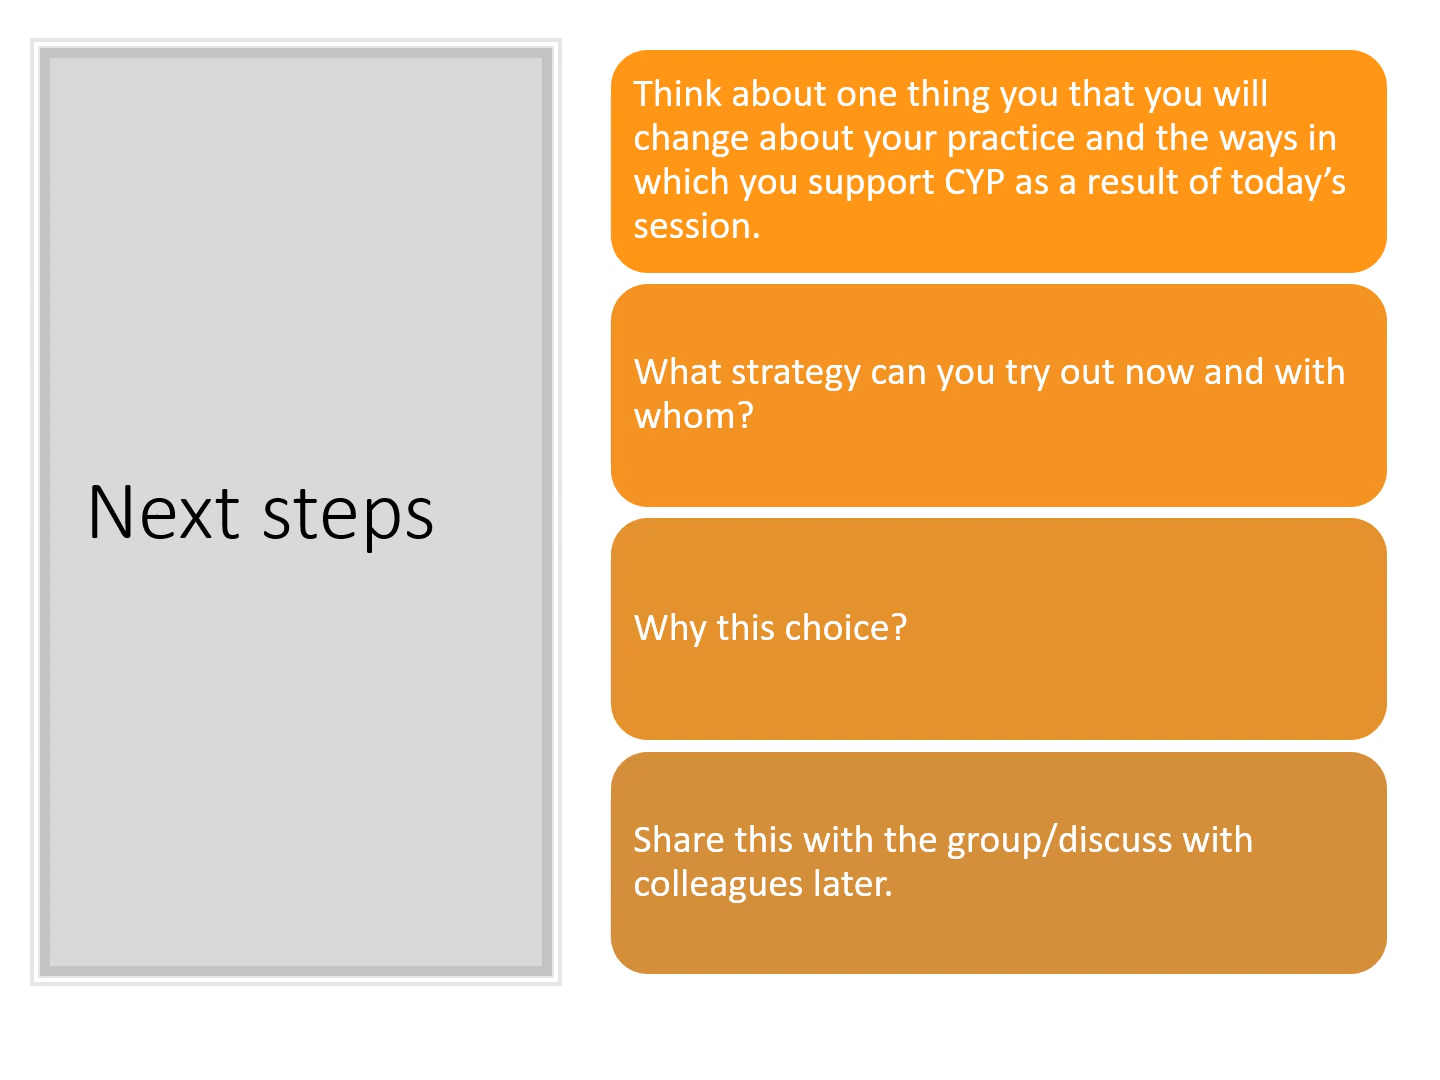 Next steps
Think about one thing you that you will
change about your practice and the ways in
which you support CYP as a result of today’s
session.
What strategy can you try out now and with
whom?
Why this choice?
Share this with the group/discuss with
colleagues later.